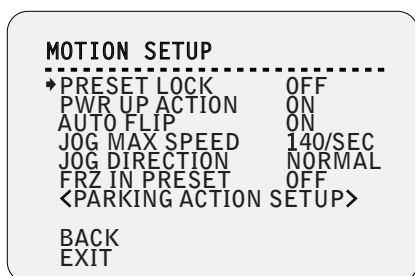 MOTION SETUP
PRESET LOCK OFF
PWR UP ACTION ON
AUTO FLIP ON
JOG MAX SPEED 140/SEC
JOG DIRECTION NORMAL
FRZ IN PRESET OFF
<PARKING ACTION SETUP>
BACK
EXIT